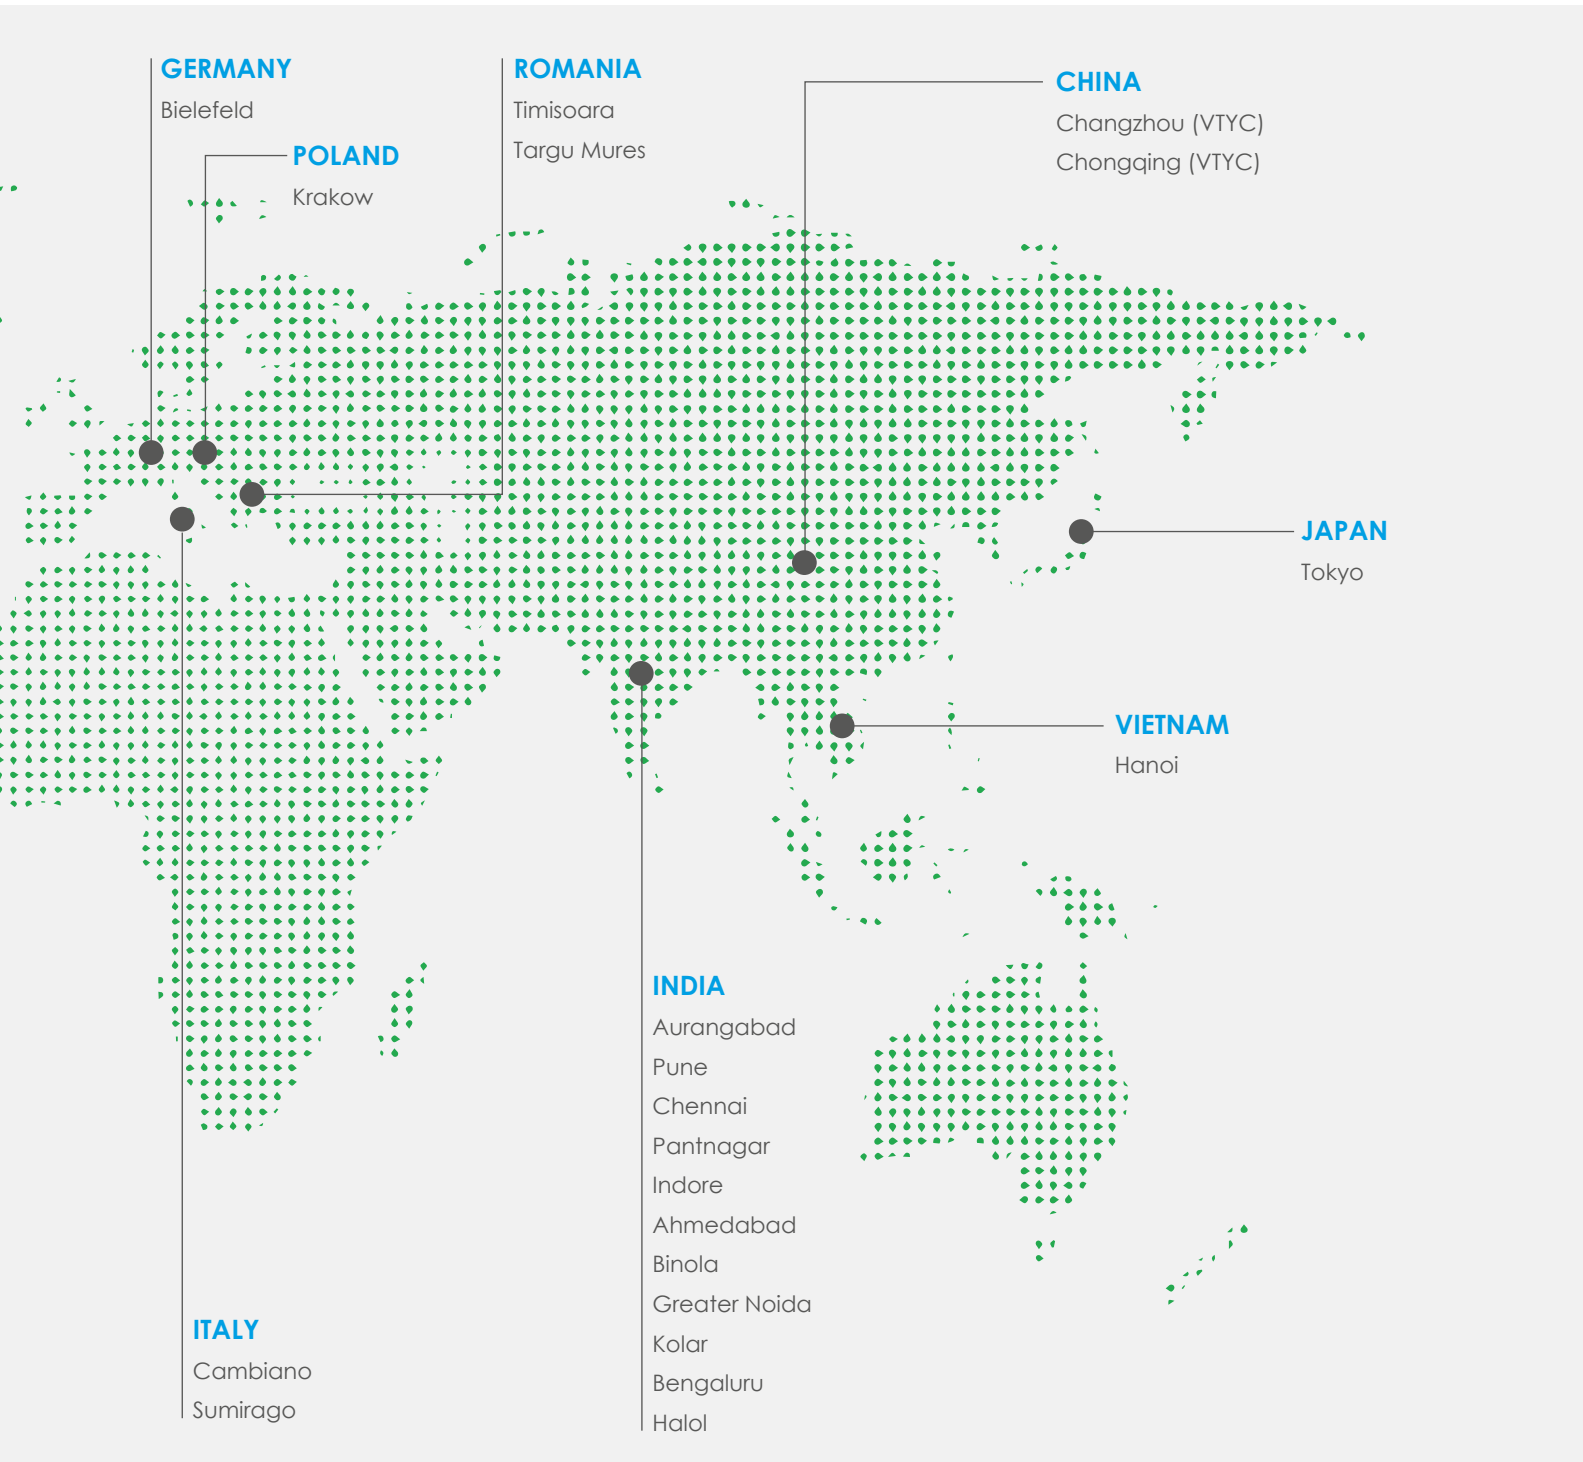 GERMANY
Bielefeld
POLAND
Krakow
ROMANIA
Timisoara
Targu Mures
CHINA
Changzhou (VTYC)
Chongqing (VTYC)
JAPAN
Tokyo
VIETNAM
Hanoi
INDIA
Aurangabad
Pune
Chennai
Pantnagar
Indore
Ahmedabad
Binola
Greater Noida
Kolar
Bengaluru
Halol
ITALY
Cambiano
Sumirago